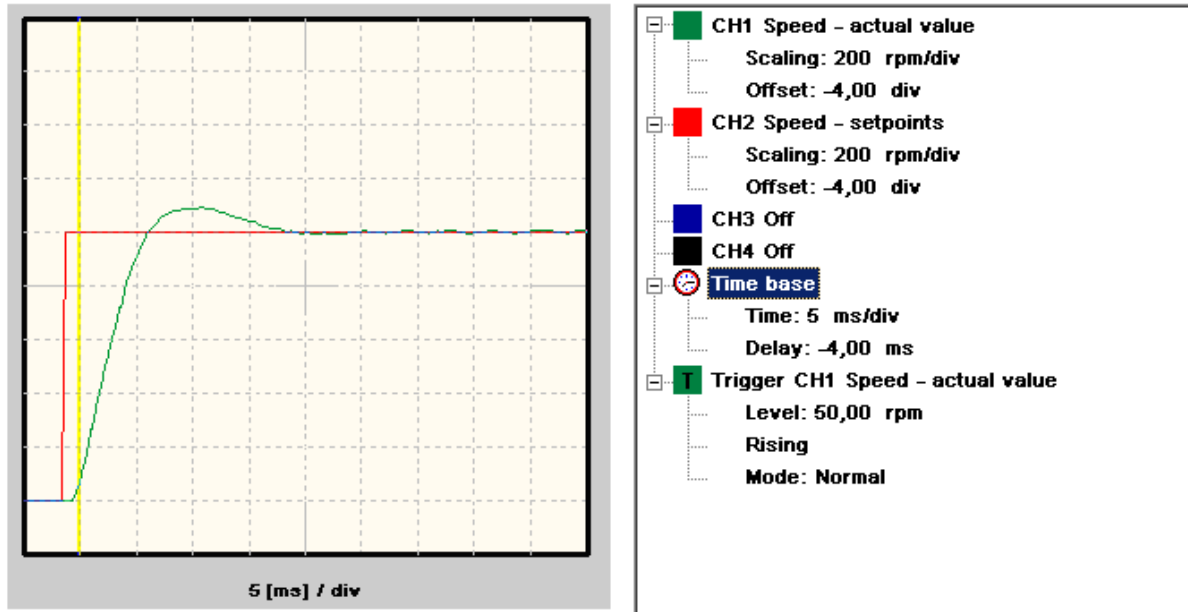 5 [ms] / div
CH1 Speed - actual value
Scaling: 200 rpm/div
Offset: -4,00 div
CH2 Speed - setpoints
Scaling: 200 rpm/div
Offset: -4,00 div
CH3 Off
CH4 Off
Time base
Time: 5 ms/div
Delay: -4,00 ms
T Trigger CH1 Speed - actual value
Level: 50,00 rpm
Rising
Mode: Normal